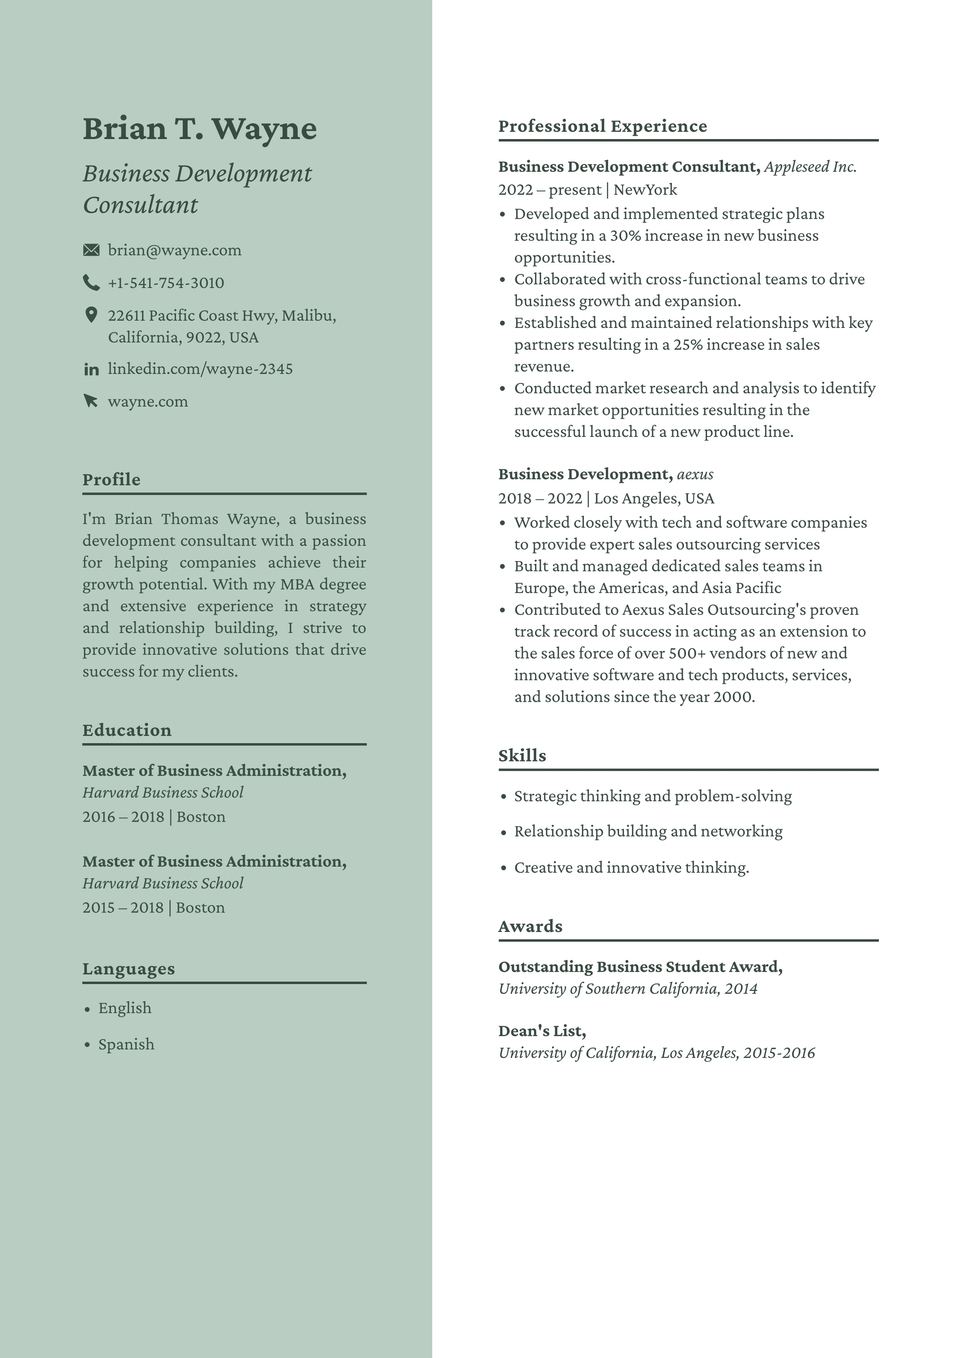 Brian T. Wayne
Business Development
Consultant
brian@wayne.com
+1-541-754-3010
22611 Pacific Coast Hwy, Malibu,
California, 9022, USA
linkedin.com/wayne-2345
wayne.com
Profile
I'm Brian Thomas Wayne, a business
development consultant with a passion
for helping companies achieve their
growth potential. With my MBA degree
and extensive experience in strategy
and relationship building, I strive to
provide innovative solutions that drive
success for my clients.
Education
Master of Business Administration,
Harvard Business School
2016 – 2018 | Boston
Master of Business Administration,
Harvard Business School
2015 – 2018 | Boston
Languages
• English
• Spanish
Professional Experience
Business Development Consultant, Appleseed Inc.
2022 – present | NewYork
• Developed and implemented strategic plans
resulting in a 30% increase in new business
opportunities.
• Collaborated with cross-functional teams to drive
business growth and expansion.
• Established and maintained relationships with key
partners resulting in a 25% increase in sales
revenue.
• Conducted market research and analysis to identify
new market opportunities resulting in the
successful launch of a new product line.
Business Development, aexus
2018 – 2022 | Los Angeles, USA
• Worked closely with tech and software companies
to provide expert sales outsourcing services
• Built and managed dedicated sales teams in
Europe, the Americas, and Asia Pacific
• Contributed to Aexus Sales Outsourcing's proven
track record of success in acting as an extension to
the sales force of over 500+ vendors of new and
innovative software and tech products, services,
and solutions since the year 2000.
Skills
• Strategic thinking and problem-solving
• Relationship building and networking
• Creative and innovative thinking.
Awards
Outstanding Business Student Award,
University of Southern California, 2014
Dean's List,
University of California, Los Angeles, 2015-2016